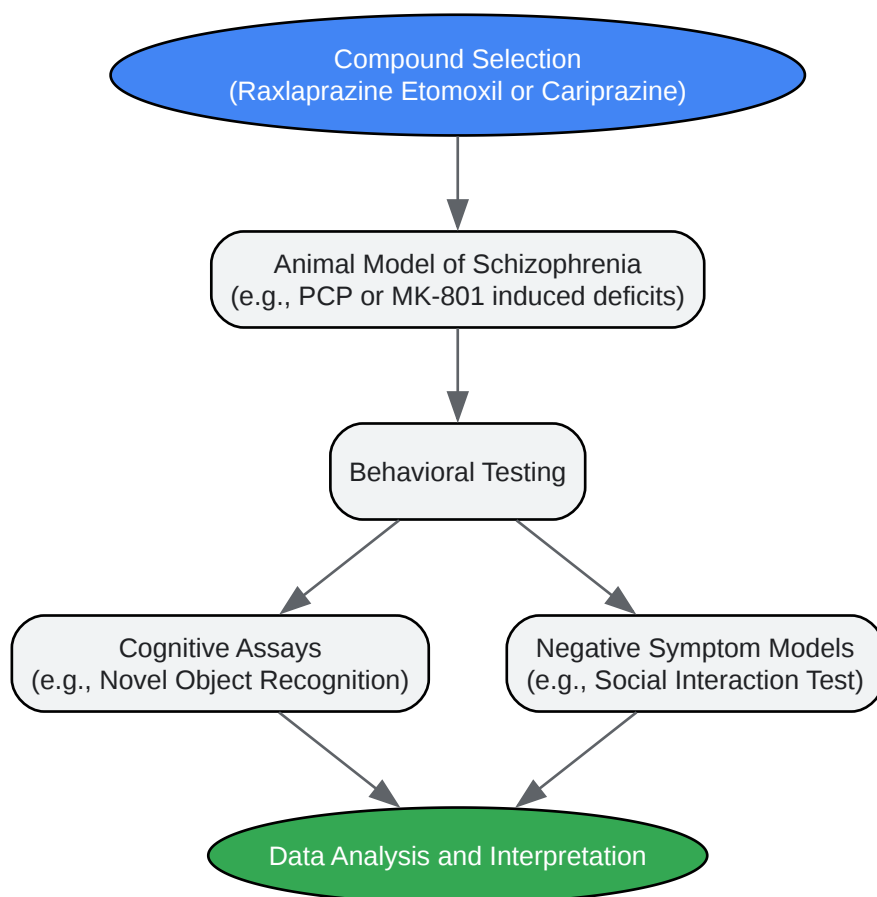 Compound Selection
(Raxlaprazine Etomoxil or Cariprazine)
Animal Model of Schizophrenia
(e.g., PCP or MK-801 induced deficits)
Behavioral Testing
Cognitive Assays
(e.g., Novel Object Recognition)
Negative Symptom Models
(e.g., Social Interaction Test)
Data Analysis and Interpretation